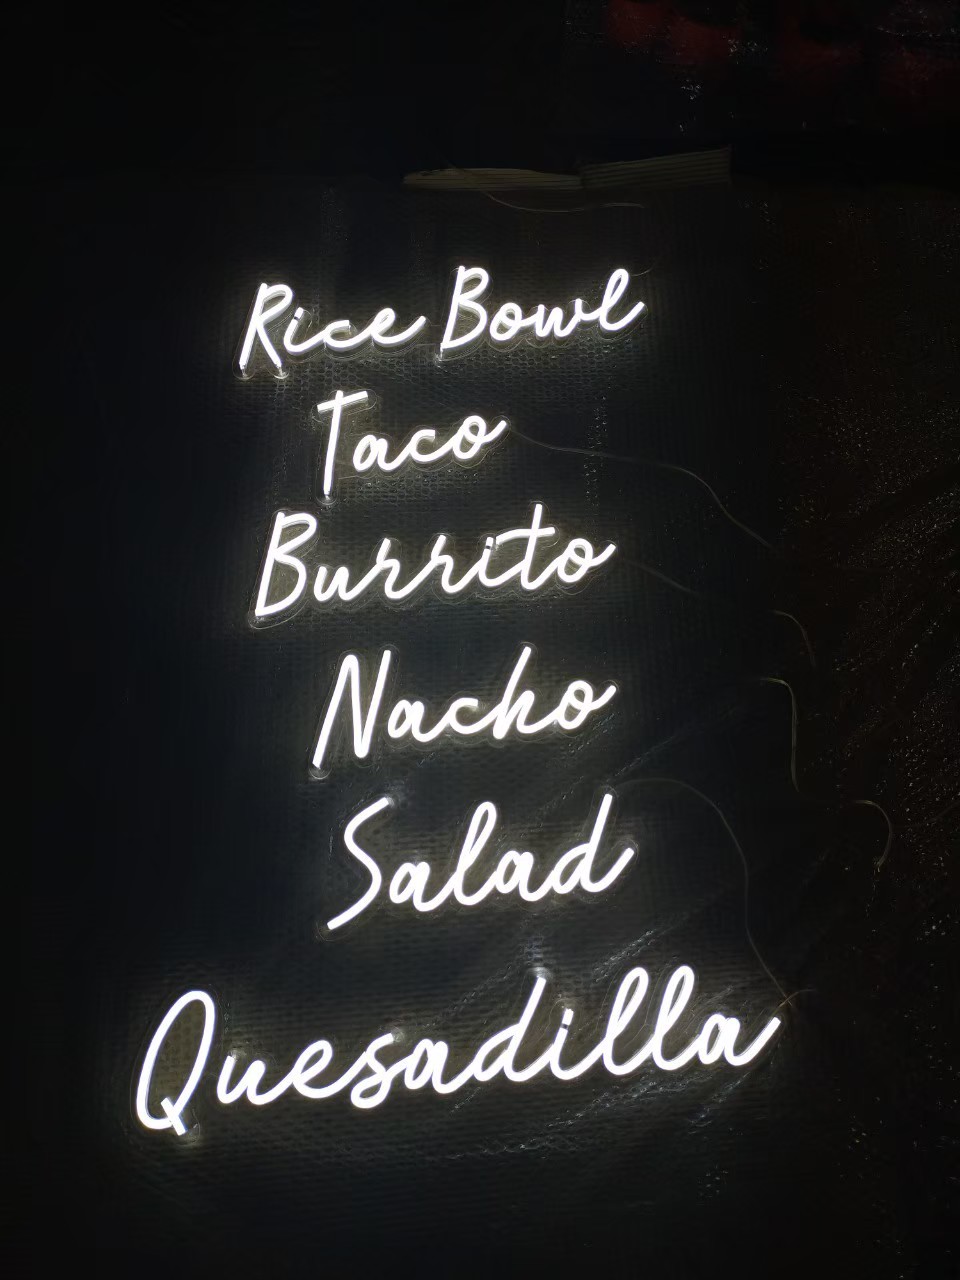 Rice Bowl
Taco
Burrito
Nacho
Salad
Quesadilla